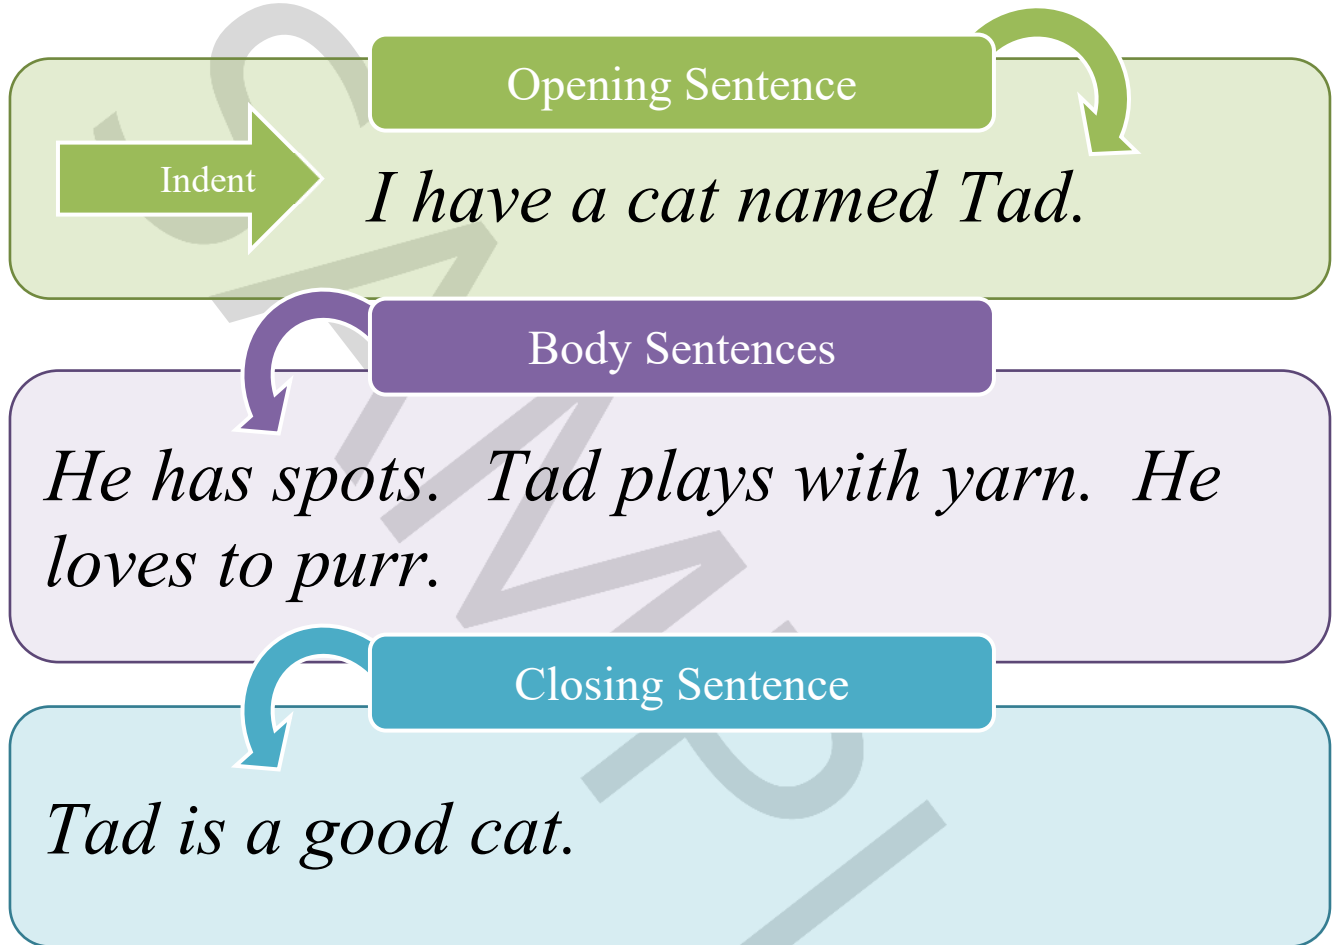 Opening Sentence
Indent
I have a cat named Tad.
Body Sentences
He has spots.  Tad plays with yarn.  He
loves to purr.
Closing Sentence
Tad is a good cat.
SAMPL